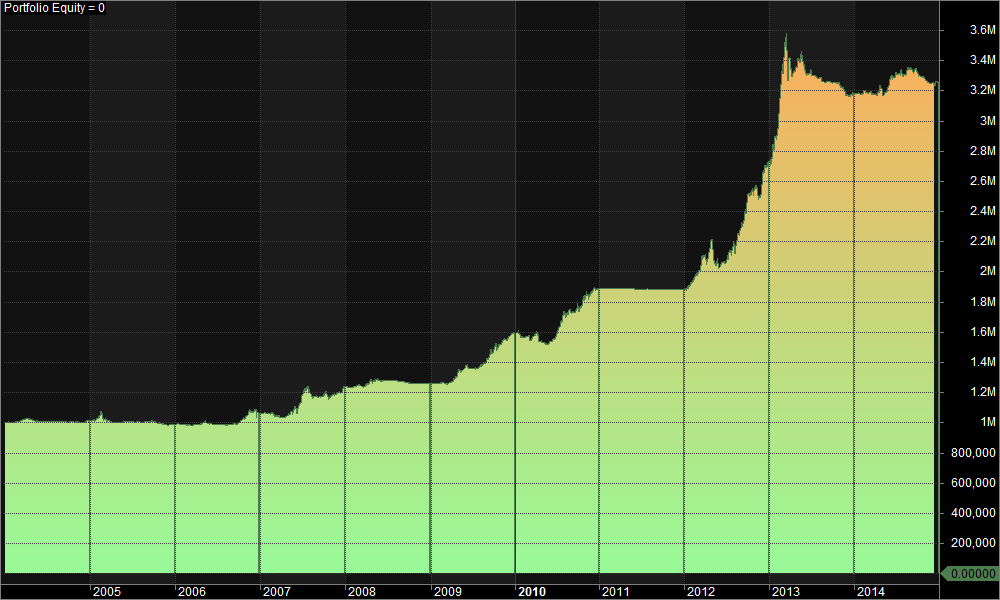 Portfolio Equity = 0
3.6M
3.4M
3.2M
3M
2.8M
2.6M
2.4M
2.2M
2M
1.8M
1.6M
1.4M
1.2M
1M
800,000
600,000
400,000
200,000
0.00000
2005 2006 2007 2008 2009 2010 2011 2012 2013 2014